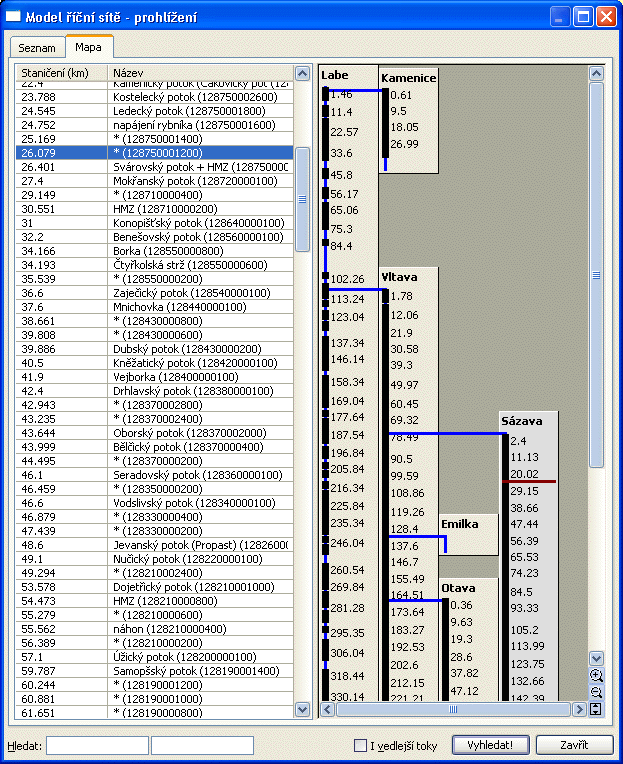 Model říční sítě - prohlížení
Seznam
Mapa
Staničení (km) Název
22.4 Kamenický potok (Čakovický pot (12
23.788 Kostelecký potok (128750002600)
24.545 Ledecký potok (128750001800)
24.752 napájení rybníka (128750001600)
25.169 * (128750001400)
26.079 * (128750001200)
26.401 Svárovský potok + HMZ (128750000
27.4 Mokřanský potok (128720000100)
29.149 * (128710000400)
30.551 HMZ (128710000200)
31 Konopišťský potok (128640000100)
32.2 Benešovský potok (128560000100)
34.166 Borka (128550000800)
34.193 Čtyřkolská strž (128550000600)
35.539 * (128550000200)
36.6 Zaječický potok (128540000100)
37.6 Mnichovka (128440000100)
38.661 * (128430000800)
39.808 * (128430000600)
39.886 Dubský potok (128430000200)
40.5 Kněžatický potok (128420000100)
41.9 Vejborka (128400000100)
42.4 Drhlavský potok (128380000100)
42.943 * (128370002800)
43.235 * (128370002400)
43.644 Oborský potok (128370002000)
43.999 Bělčický potok (128370000400)
44.495 * (128370000200)
46.1 Seradovský potok (128360000100)
46.459 * (128350000200)
46.6 Vodslivský potok (128340000100)
46.879 * (128330000400)
47.439 * (128330000200)
48.6 Jevanský potok (Propast) (12826000
49.1 Nučický potok (128220000100)
49.294 * (128210002400)
53.578 Dojetřický potok (128210001000)
54.473 HMZ (128210000800)
55.279 * (128210000600)
55.562 náhon (128210000400)
56.389 * (128210000200)
57.1 Úžický potok (128200000100)
59.787 Samopšský potok (128190001400)
60.244 * (128190001200)
60.881 * (128190001000)
61.651 * (128190000800)
Labe
1.46
11.4
22.57
33.6
45.8
56.17
65.06
75.3
84.4
102.26
113.24
123.04
137.34
146.14
158.34
169.04
177.64
187.54
196.84
205.84
216.34
225.84
235.34
246.04
260.54
269.84
281.28
295.35
306.04
318.44
330.14
Kamenice
0.61
9.5
18.05
26.99
Vltava
1.78
12.06
21.9
30.58
39.3
49.97
60.45
69.32
78.49
90.5
99.59
108.86
119.26
128.4
137.6
146.7
155.49
164.51
173.64
183.27
192.53
202.6
212.15
221.21
Emilka
Otava
0.36
9.63
19.3
28.6
37.82
47.12
Sázava
2.4
11.13
20.02
29.15
38.66
47.44
56.39
65.53
74.23
84.5
93.33
105.2
113.99
123.75
132.66
142.39
Hledat:
I vedlejší toky
Vyhledat!
Zavřít